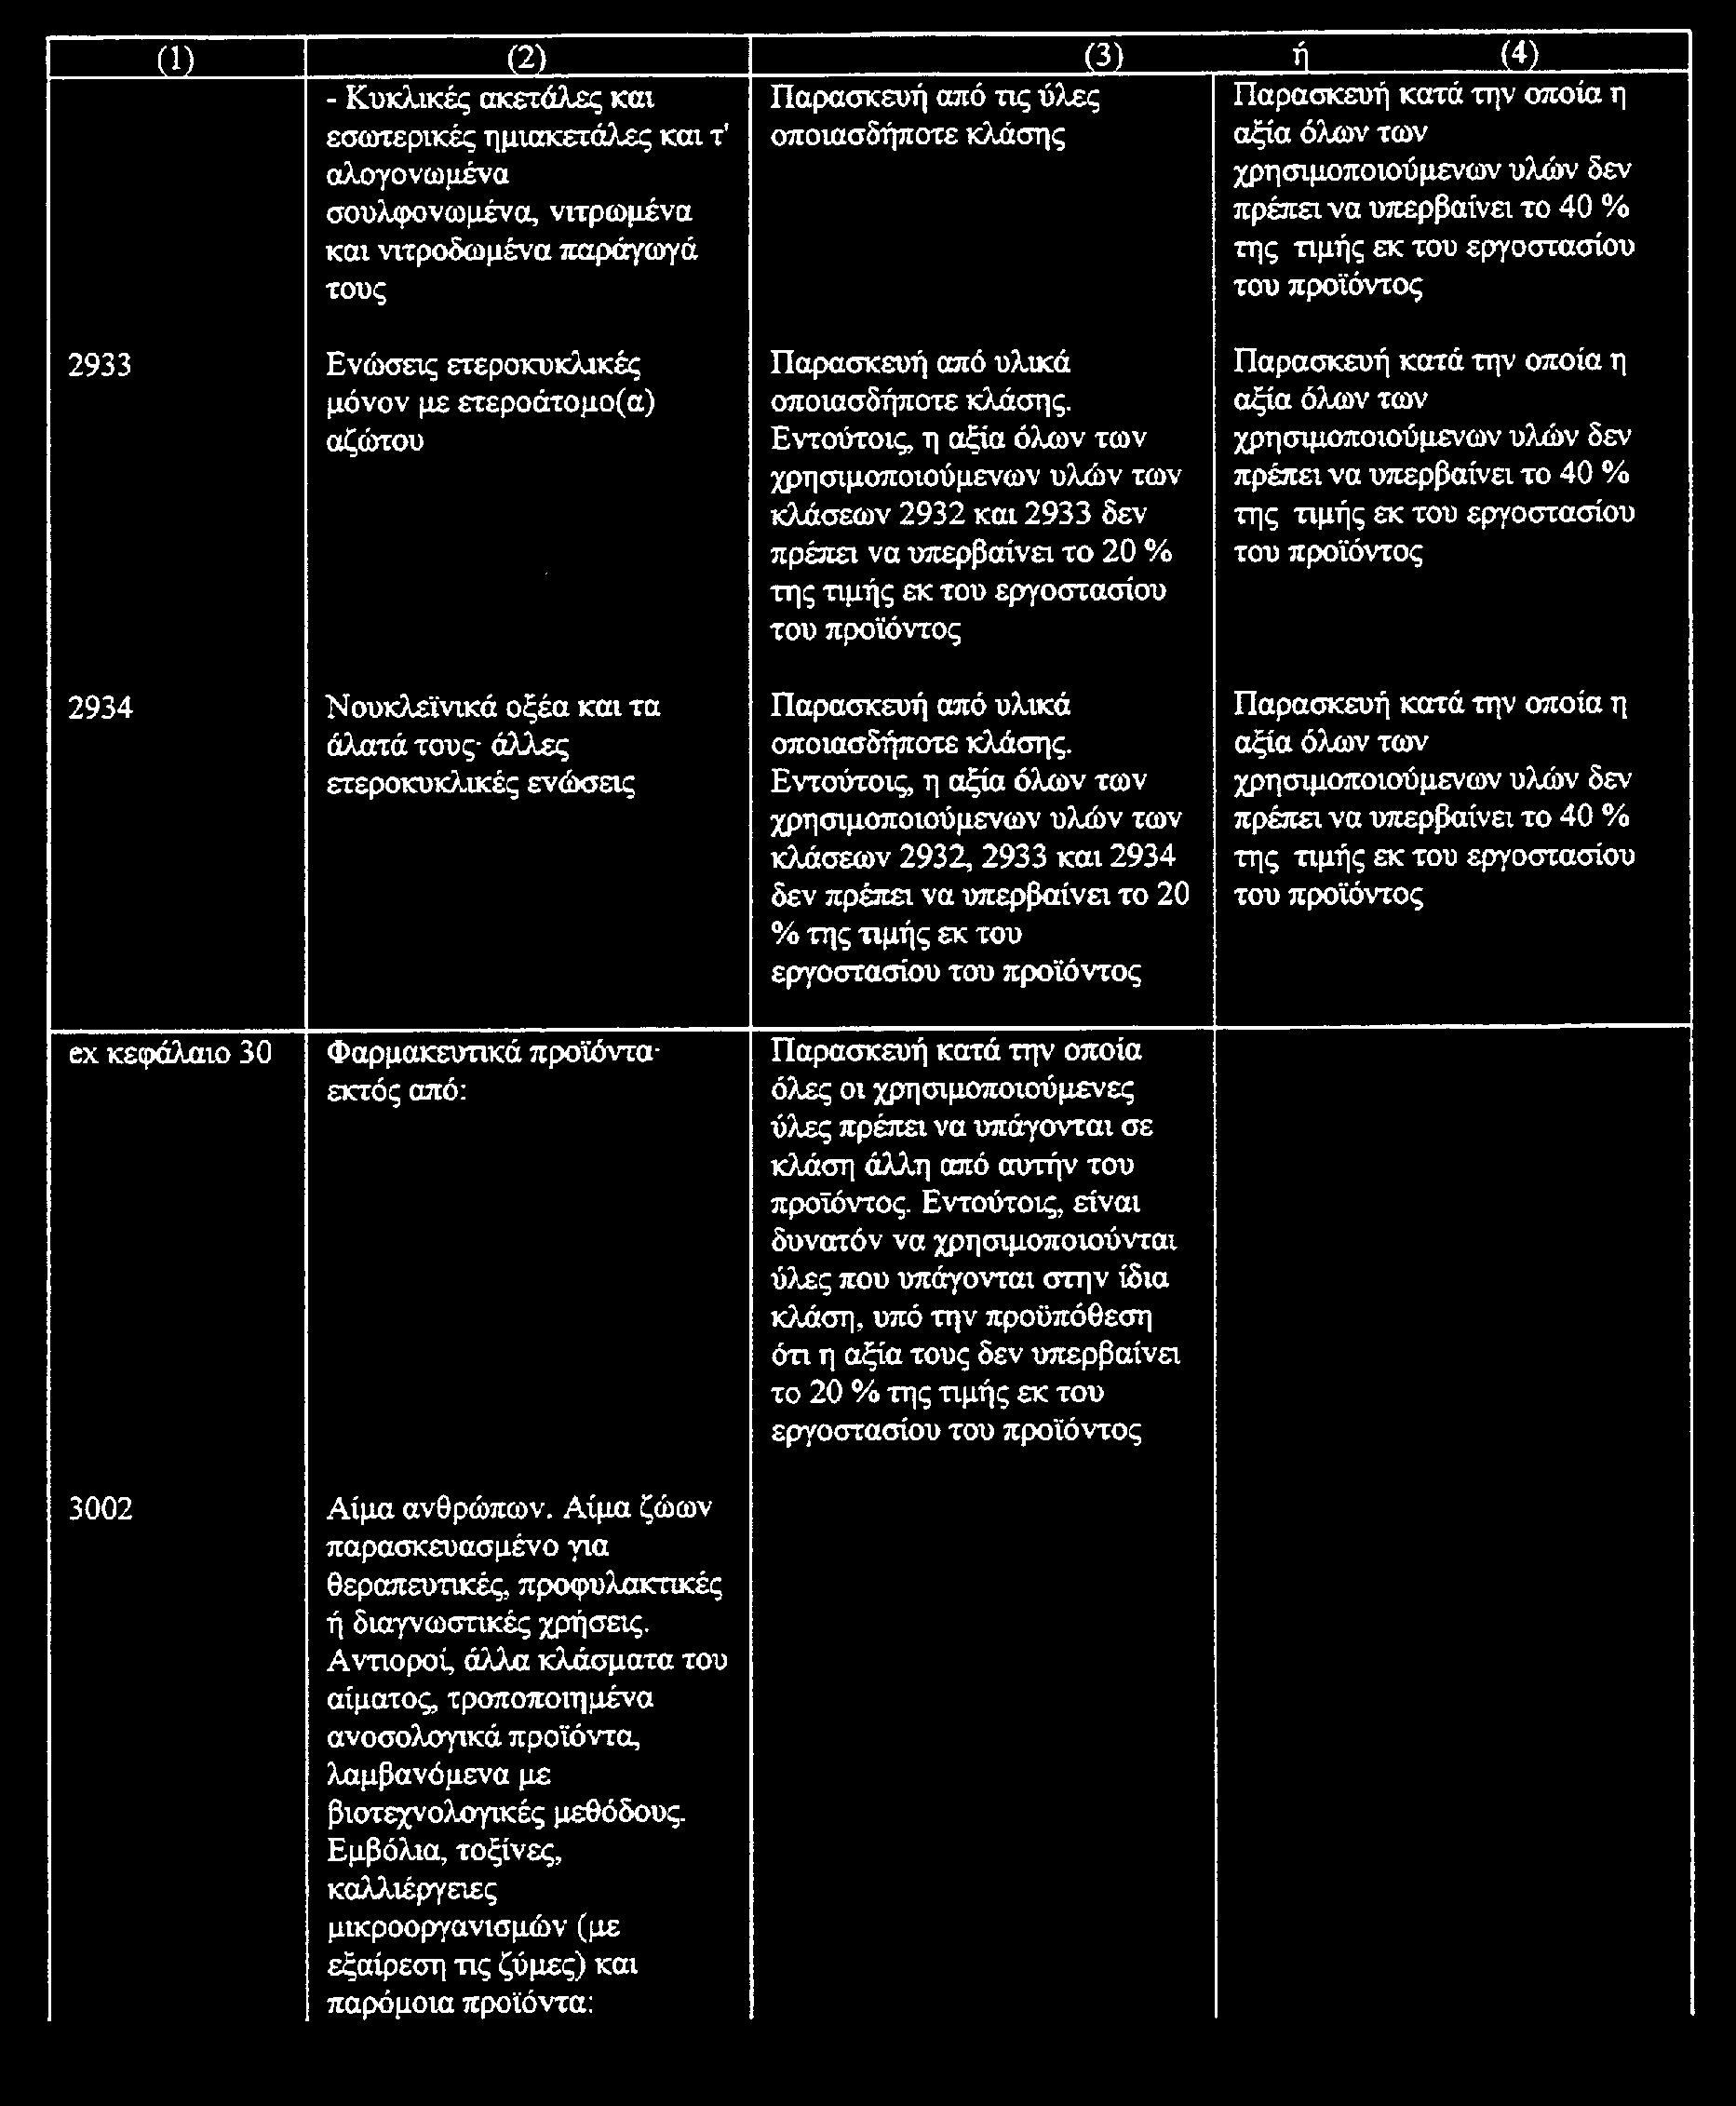 (1) (2) (3) ή (4)
- Κυκλικές ακετάλες και
εσωτερικές ημιακετάλες και τ'
αλογονωμένα
σουλφονωμένα, νιτρωμένα
και νιτροδωμένα παράγωγά
τους
Παρασκευή από τις ύλες
οποιασδήποτε κλάσης
Παρασκευή κατά την οποία η
αξία όλων των
χρησιμοποιούμενων υλών δεν
πρέπει να υπερβαίνει το 40 %
της τιμής εκ του εργοστασίου
του προϊόντος
2933
Ενώσεις ετεροκυκλικές
μόνον με ετεροάτομο(α)
αζώτου
Παρασκευή από υλικά
οποιασδήποτε κλάσης.
Εντούτοις, η αξία όλων των
χρησιμοποιούμενων υλών των
κλάσεων 2932 και 2933 δεν
πρέπει να υπερβαίνει το 20 %
της τιμής εκ του εργοστασίου
του προϊόντος
Παρασκευή κατά την οποία η
αξία όλων των
χρησιμοποιούμενων υλών δεν
πρέπει να υπερβαίνει το 40 %
της τιμής εκ του εργοστασίου
του προϊόντος
2934
Νουκλεϊνικά οξέα και τα
άλατά τους· άλλες
ετεροκυκλικές ενώσεις
Παρασκευή από υλικά
οποιασδήποτε κλάσης.
Εντούτοις, η αξία όλων των
χρησιμοποιούμενων υλών των
κλάσεων 2932, 2933 και 2934
δεν πρέπει να υπερβαίνει το 20
% της τιμής εκ του
εργοστασίου του προϊόντος
Παρασκευή κατά την οποία η
αξία όλων των
χρησιμοποιούμενων υλών δεν
πρέπει να υπερβαίνει το 40 %
της τιμής εκ του εργοστασίου
του προϊόντος
ex κεφάλαιο 30
Φαρμακευτικά προϊόντα·
εκτός από:
Παρασκευή κατά την οποία
όλες οι χρησιμοποιούμενες
ύλες πρέπει να υπάγονται σε
κλάση άλλη από αυτήν του
προϊόντος. Εντούτοις, είναι
δυνατόν να χρησιμοποιούνται
ύλες που υπάγονται στην ίδια
κλάση, υπό την προϋπόθεση
ότι η αξία τους δεν υπερβαίνει
το 20 % της τιμής εκ του
εργοστασίου του προϊόντος
3002
Αίμα ανθρώπων. Αίμα ζώων
παρασκευασμένο για
θεραπευτικές, προφυλακτικές
ή διαγνωστικές χρήσεις.
Αντιοροί, άλλα κλάσματα του
αίματος, τροποποιημένα
ανοσολογικά προϊόντα,
λαμβανόμενα με
βιοτεχνολογικές μεθόδους.
Εμβόλια, τοξίνες,
καλλιέργειες
μικροοργανισμών (με
εξαίρεση τις ζύμες) και
παρόμοια προϊόντα: